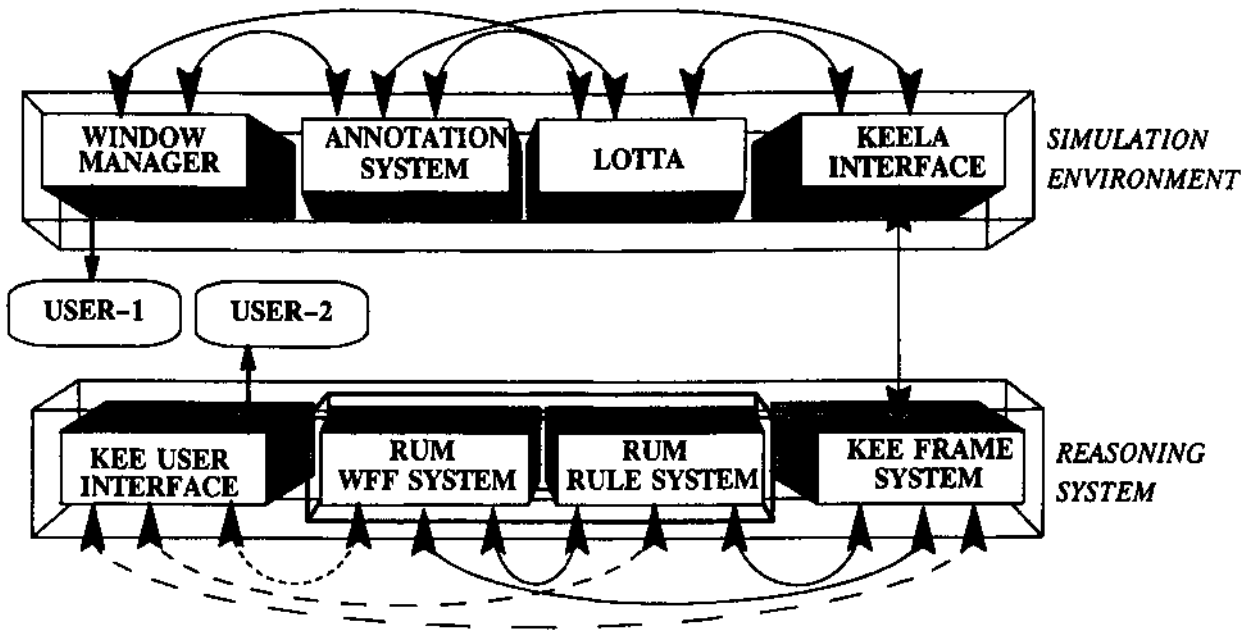 WINDOW
MANAGER
ANNOTATION
SYSTEM
LOTTA
KEELA
INTERFACE
SIMULATION
ENVIRONMENT
USER-1
USER-2
KEE USER
INTERFACE
RUM
WFF SYSTEM
RUM
RULE SYSTEM
KEE FRAME
SYSTEM
REASONING
SYSTEM